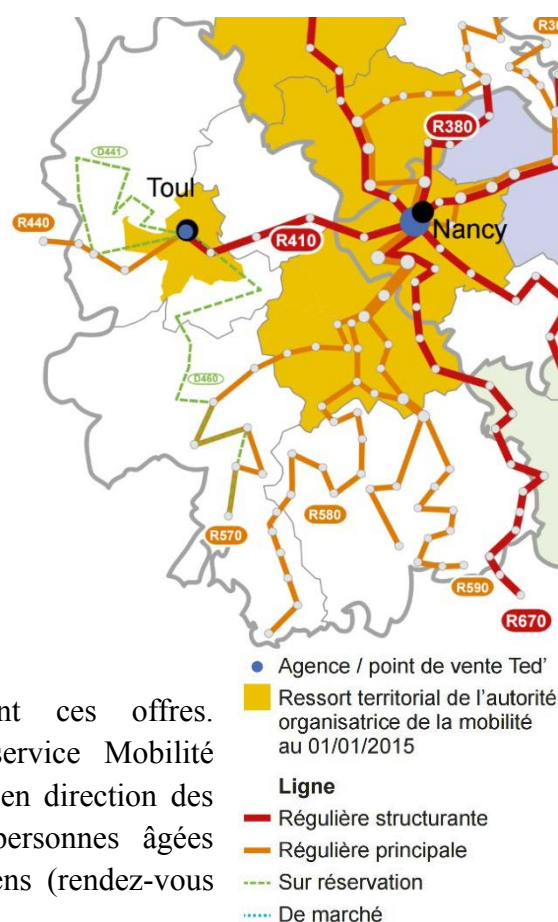 R36
R380
D441
Toul
R440
R410
Nancy
D460
R580
R570
R590
R670
Agence / point de vente Ted’
Ressort territorial de l’autorité
organisatrice de la mobilité
au 01/01/2015
Ligne
Régulière structurante
Régulière principale
Sur réservation
De marché
nt ces offres.
service Mobilité
en direction des
personnes âgées
ens (rendez-vous